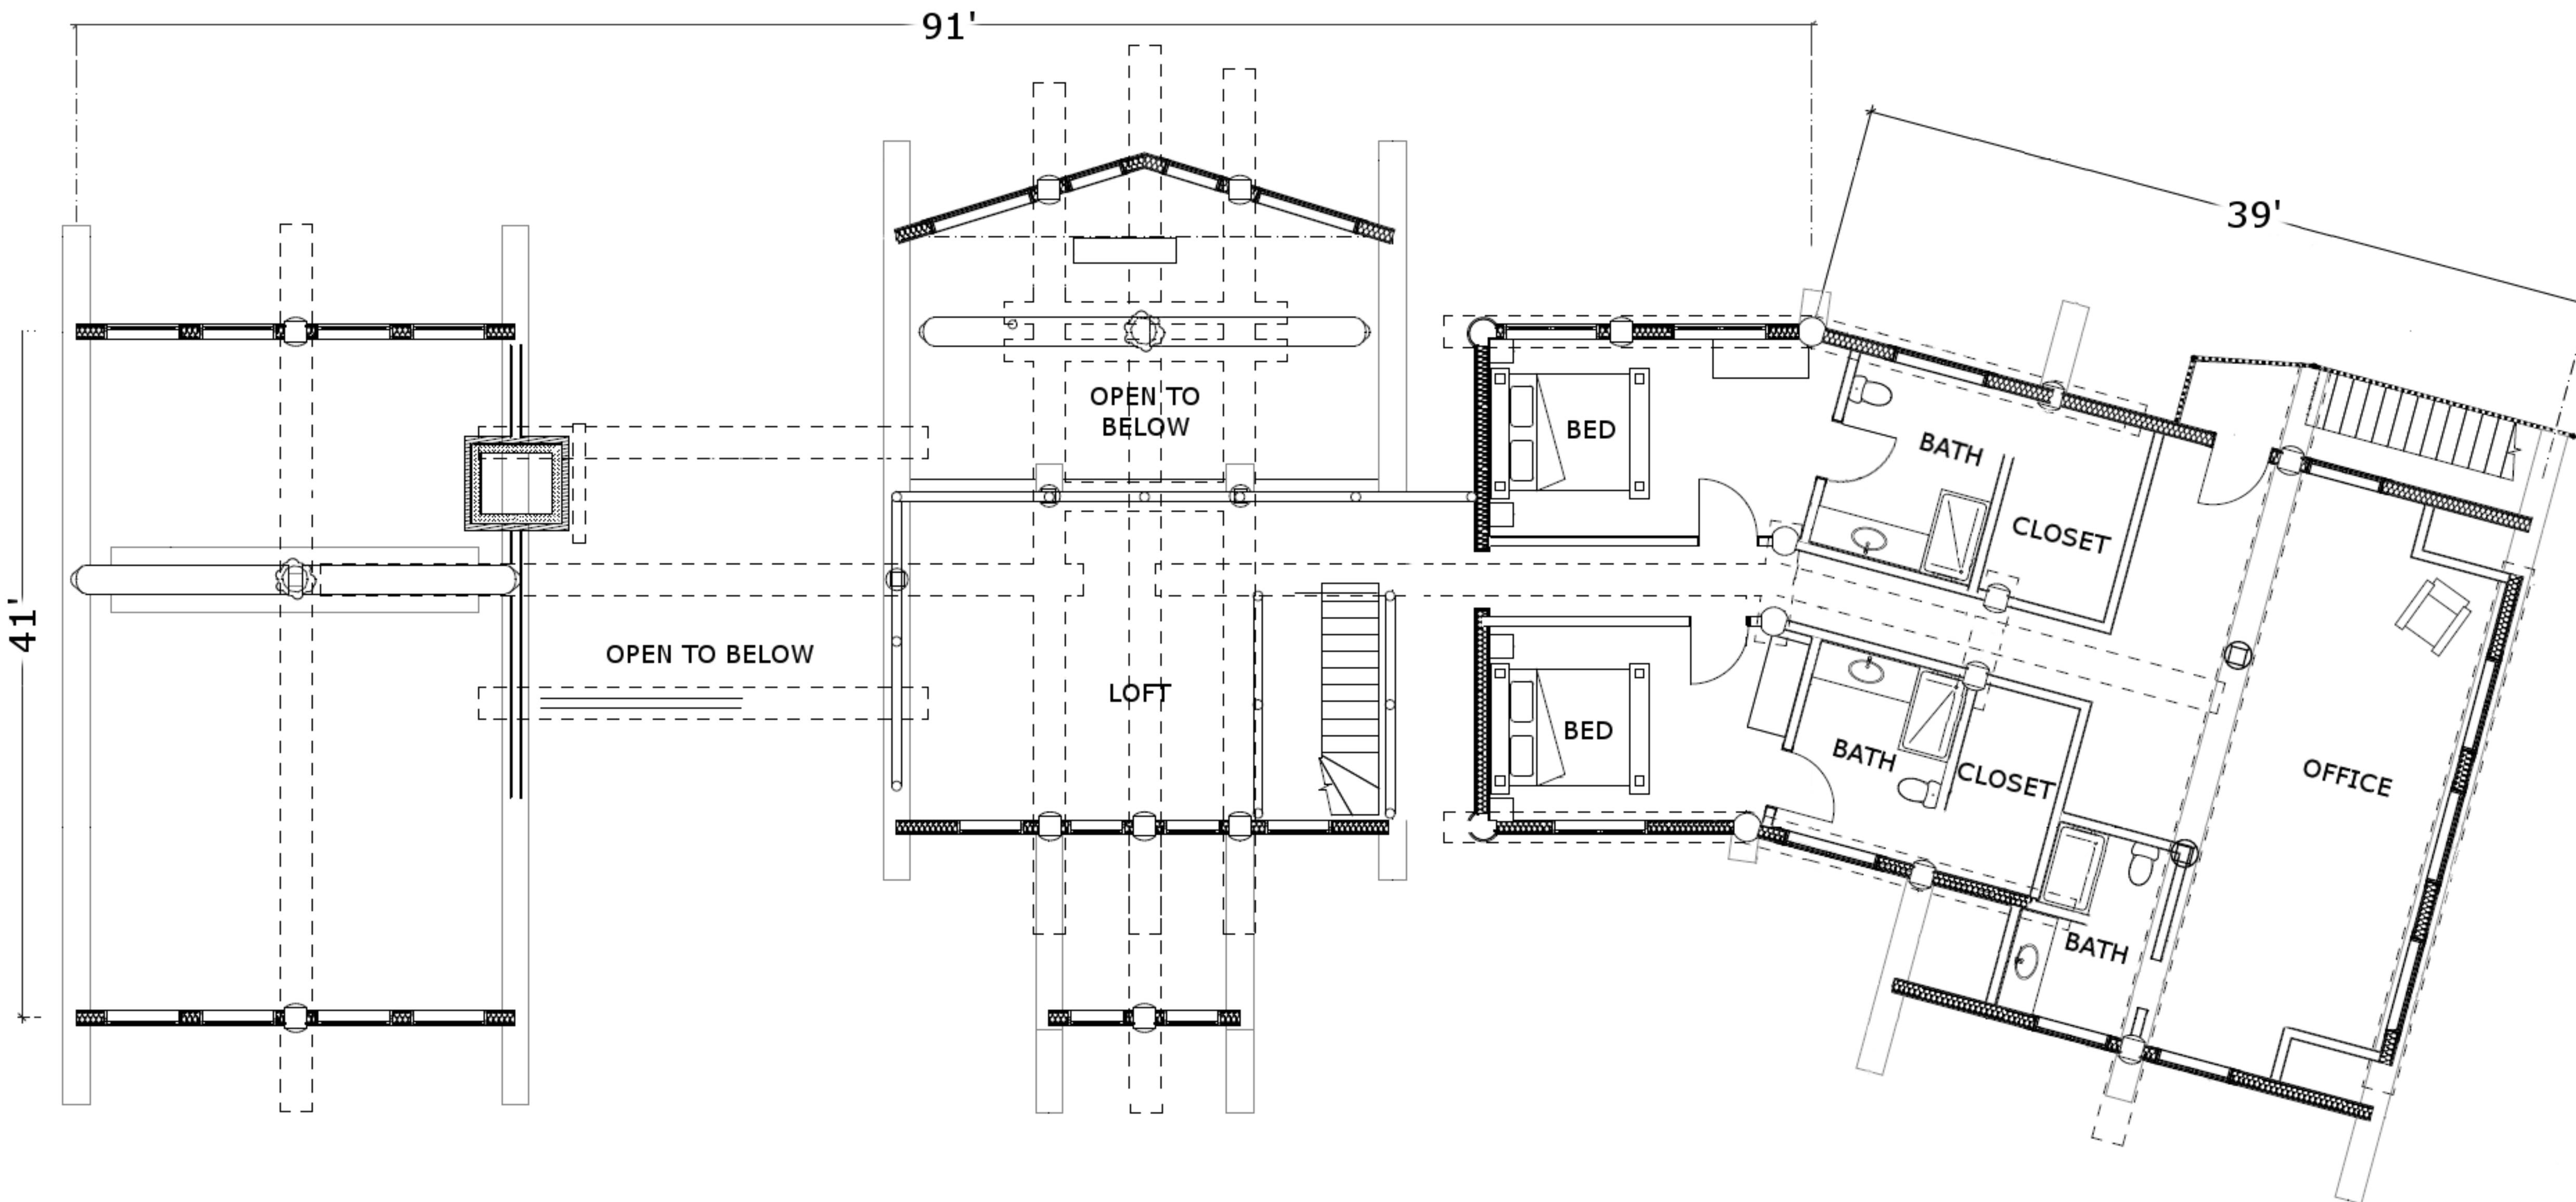 91'
39'
41'
OPEN TO
BELOW
BED
BATH
CLOSET
OPEN TO BELOW
LOFT
BED
BATH
CLOSET
OFFICE
BATH